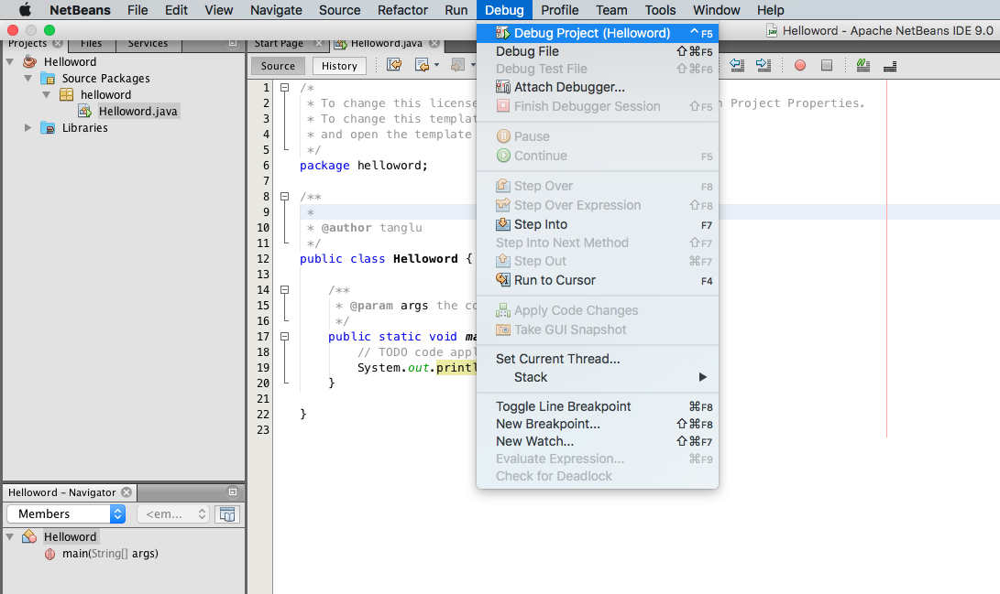 NetBeans File Edit View Navigate Source Refactor Run Debug Profile Team Tools Window Help
Helloword - Apache NetBeans IDE 9.0
Projects Files Services
Start Page Helloword.java
Source History
Helloword
Source Packages
helloword
Helloword.java
Libraries
1 /*
2 * To change this license n Project Properties.
3 * To change this templat
4 * and open the template
5 */
6 package helloword;
7
8 /**
9 *
10 * @author tanglu
11 */
12 public class Helloword {
13
14 /**
15 * @param args the co
16 */
17 public static void ma
18 // TODO code appl
19 System.out.printl
20 }
21
22 }
23
Debug Project (Helloword) ^F5
Debug File ⇧⌘F5
Debug Test File ⇧⌘F6
Attach Debugger...
Finish Debugger Session ⇧F5
Pause
Continue F5
Step Over F8
Step Over Expression ⇧F8
Step Into F7
Step Into Next Method ⇧F7
Step Out ⌘F7
Run to Cursor F4
Apply Code Changes
Take GUI Snapshot
Set Current Thread...
Stack
Toggle Line Breakpoint ⌘F8
New Breakpoint... ⇧⌘F8
New Watch... ⇧⌘F7
Evaluate Expression... ⌘F9
Check for Deadlock
Helloword - Navigator
Members <em...
Helloword
main(String[] args)